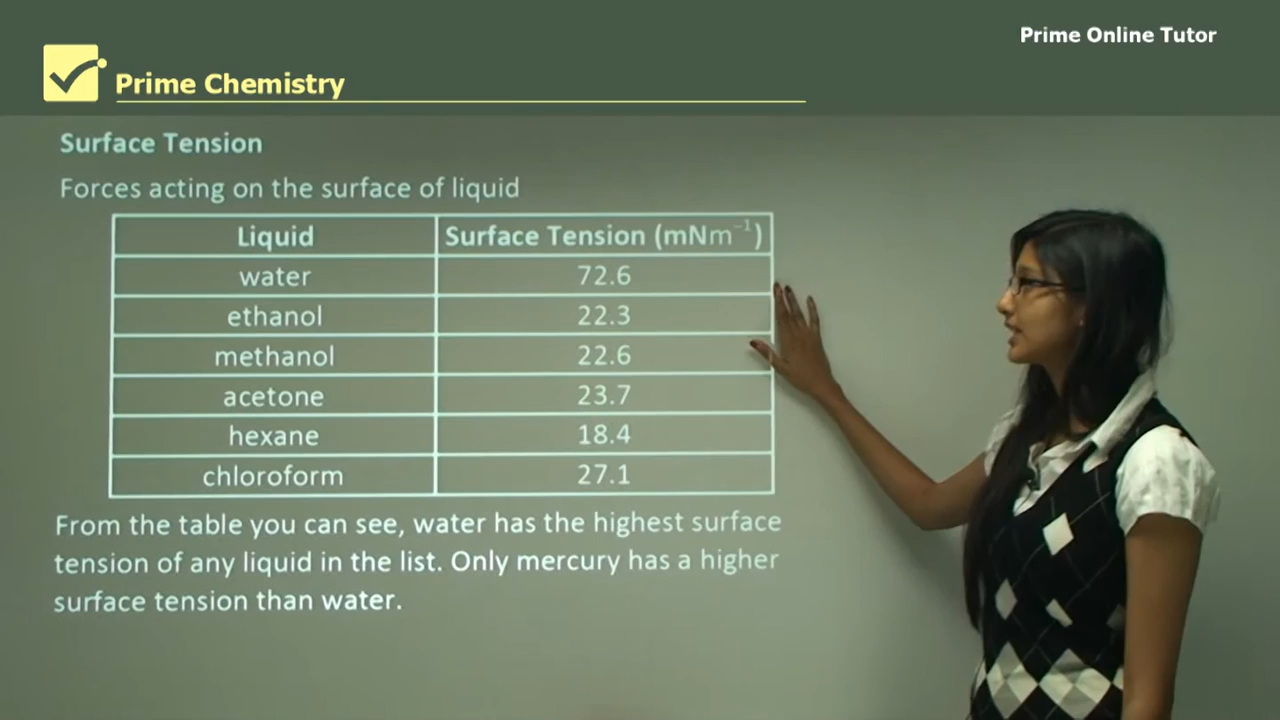 Prime Online Tutor
Prime Chemistry
Surface Tension
Forces acting on the surface of liquid
Liquid Surface Tension (mNm⁻¹)
water 72.6
ethanol 22.3
methanol 22.6
acetone 23.7
hexane 18.4
chloroform 27.1
From the table you can see, water has the highest surface
tension of any liquid in the list. Only mercury has a higher
surface tension than water.